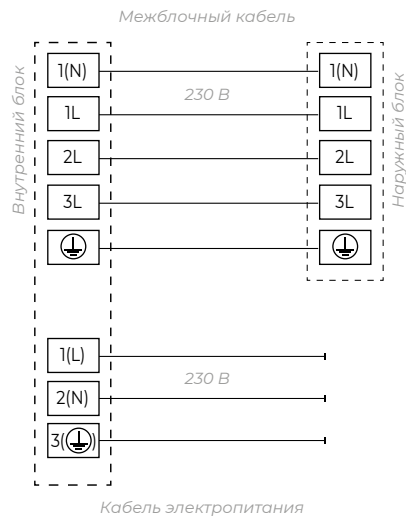 Межблочный кабель
Внутренний блок
Наружный блок
1(N) 1(N)
230 В
1L 1L
2L 2L
3L 3L
1(L)
230 В
2(N)
3(⏚)
Кабель электропитания